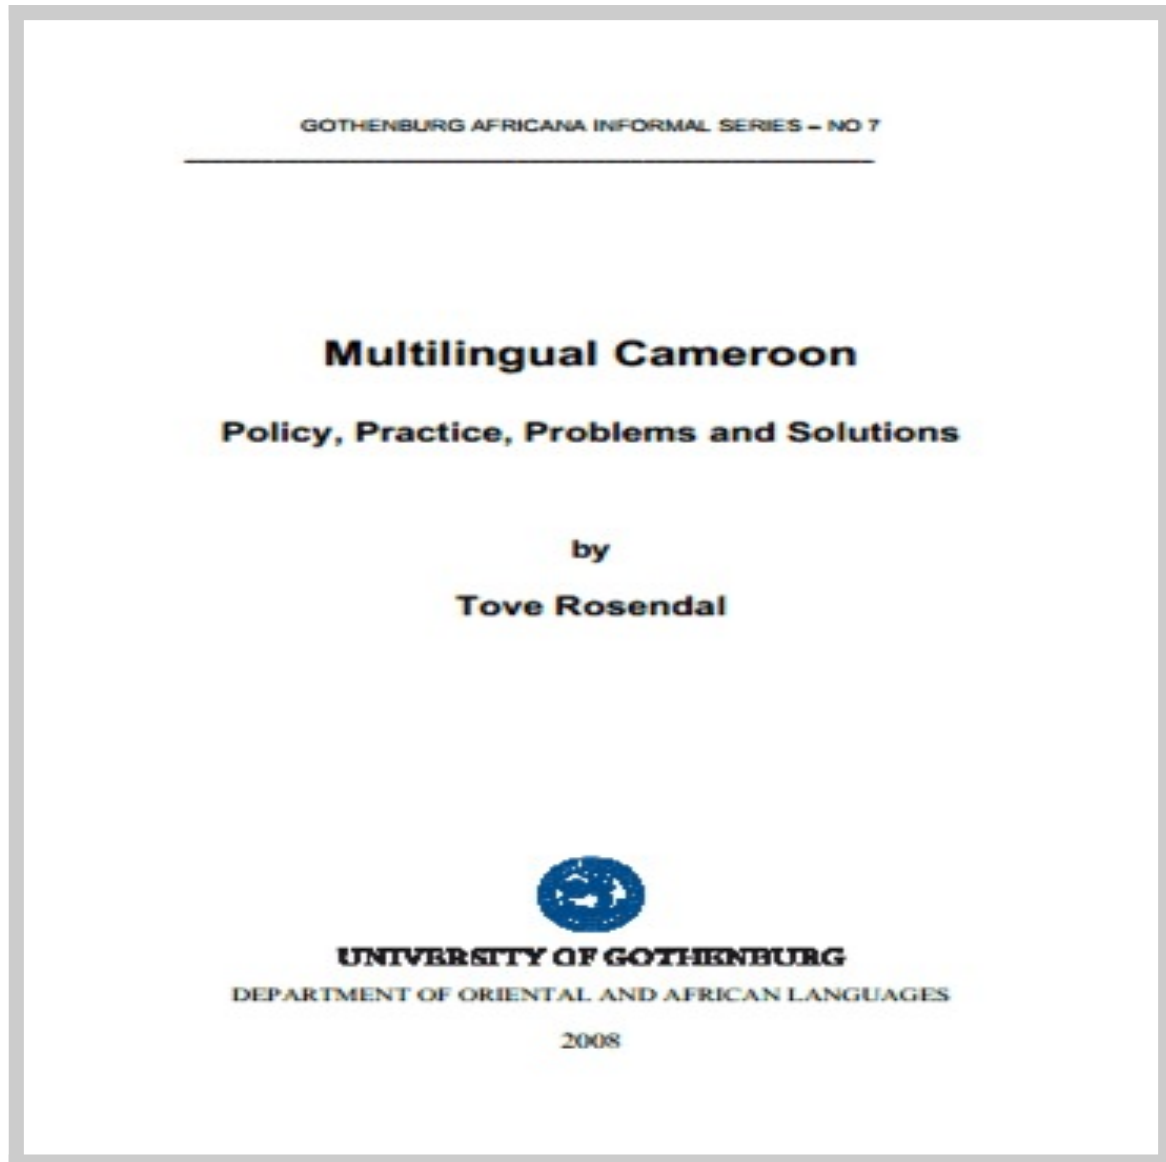 GOTHENBURG AFRICANA INFORMAL SERIES – NO 7
Multilingual Cameroon
Policy, Practice, Problems and Solutions
by
Tove Rosendal
UNIVERSITY OF GOTHENBURG
DEPARTMENT OF ORIENTAL AND AFRICAN LANGUAGES
2008